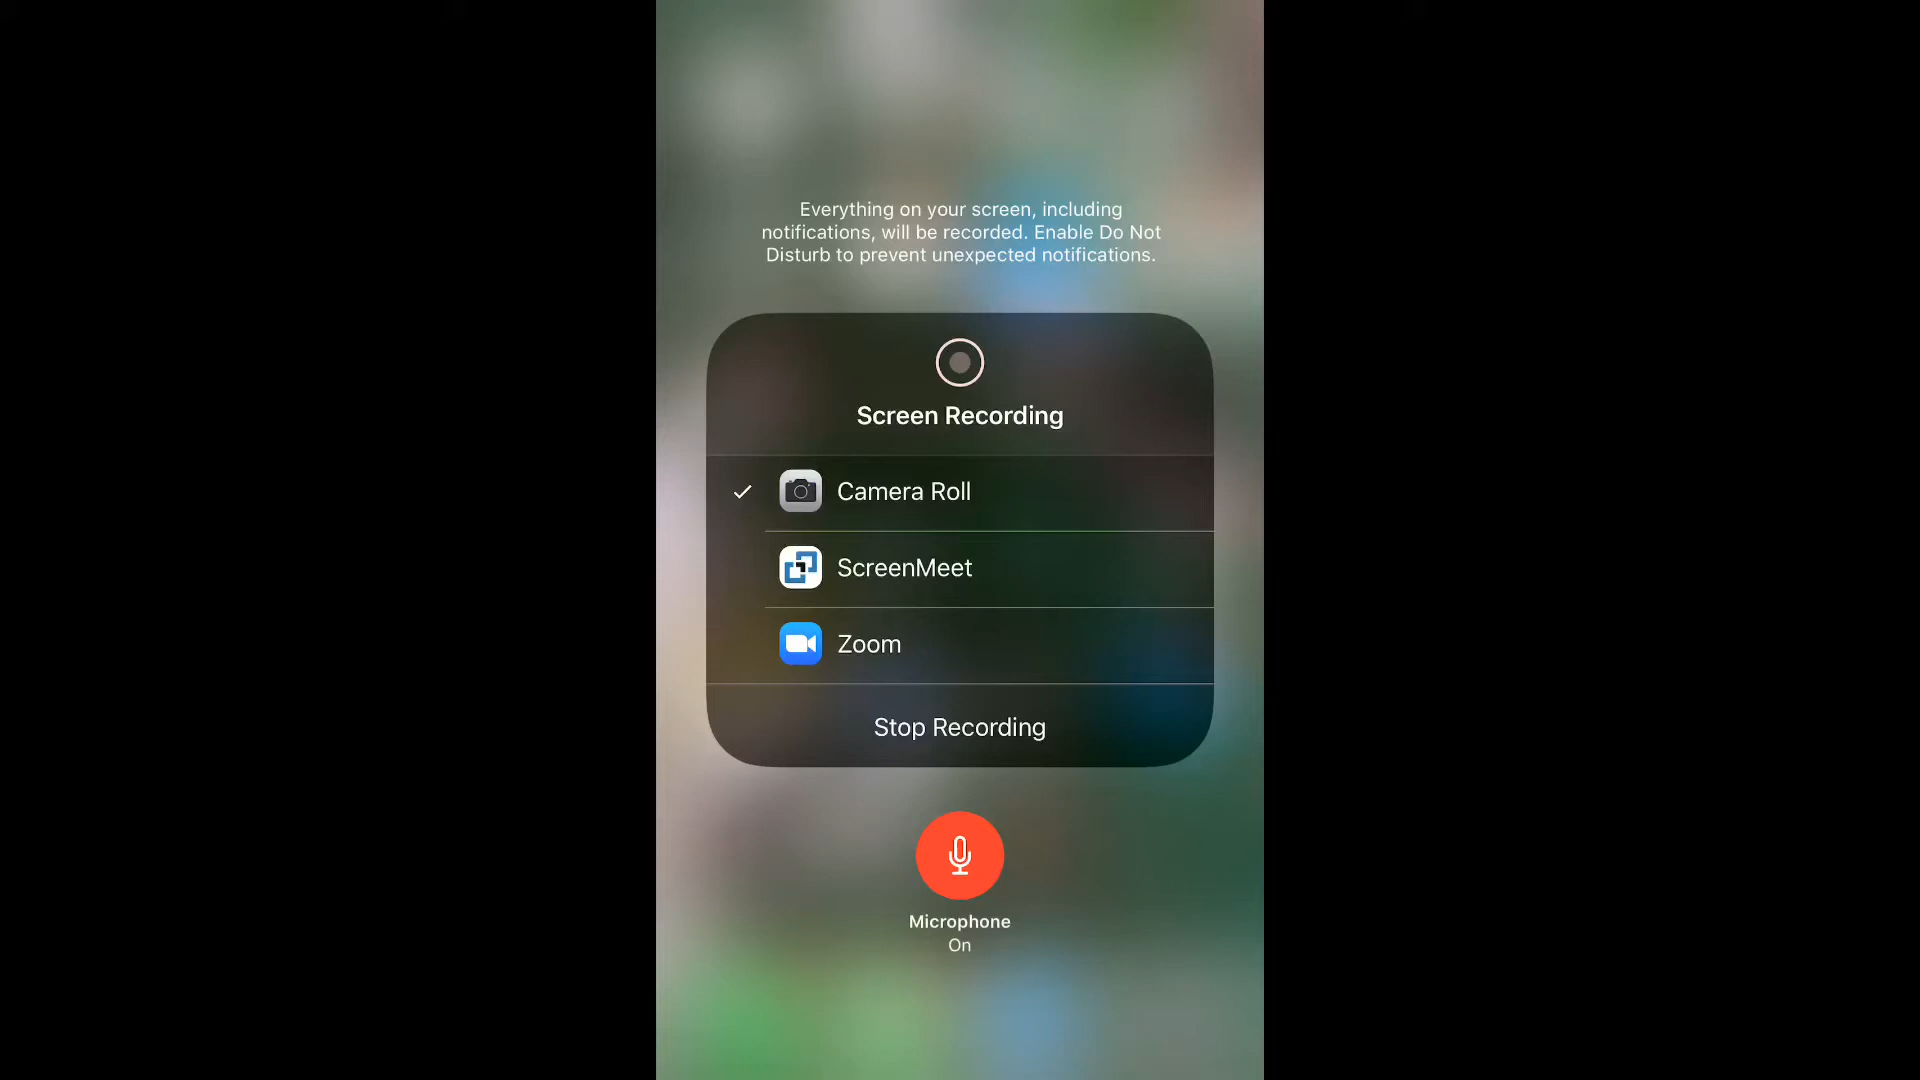 Everything on your screen, including
notifications, will be recorded. Enable Do Not
Disturb to prevent unexpected notifications.
Screen Recording
Camera Roll
ScreenMeet
Zoom
Stop Recording
Microphone
On